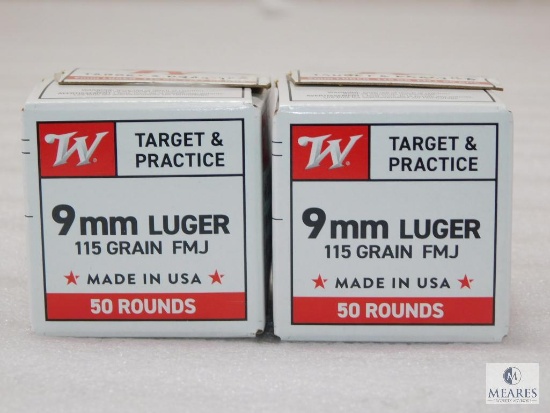 W
TARGET &
PRACTICE
9mm LUGER
115 GRAIN FMJ
★ MADE IN USA ★
50 ROUNDS
W
TARGET &
PRACTICE
9mm LUGER
115 GRAIN FMJ
★ MADE IN USA ★
50 ROUNDS
MEARES